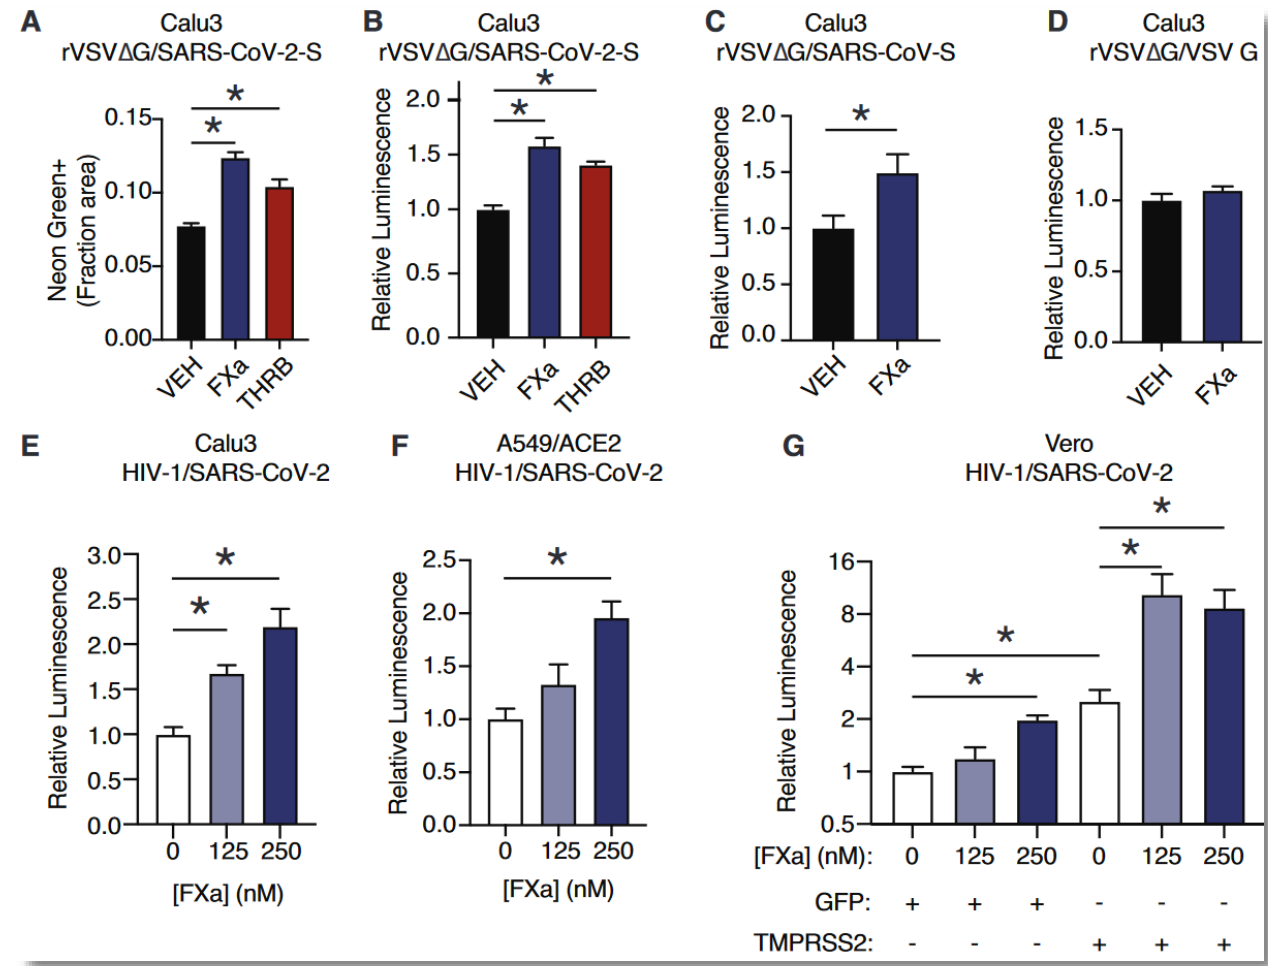 A
Calu3
rVSVΔG/SARS-CoV-2-S
Neon Green+
(Fraction area)
0.15
0.10
0.05
0.00
VEH
FXa
THRB
*
*
B
Calu3
rVSVΔG/SARS-CoV-2-S
Relative Luminescence
2.0
1.5
1.0
0.5
0.0
VEH
FXa
THRB
*
*
C
Calu3
rVSVΔG/SARS-CoV-S
Relative Luminescence
2.0
1.5
1.0
0.5
0.0
VEH
FXa
*
D
Calu3
rVSVΔG/VSV G
Relative Luminescence
1.5
1.0
0.5
0.0
VEH
FXa
E
Calu3
HIV-1/SARS-CoV-2
Relative Luminescence
3.0
2.5
2.0
1.5
1.0
0.5
0.0
*
*
0 125 250
[FXa] (nM)
F
A549/ACE2
HIV-1/SARS-CoV-2
Relative Luminescence
2.5
2.0
1.5
1.0
0.5
0.0
*
0 125 250
[FXa] (nM)
G
Vero
HIV-1/SARS-CoV-2
Relative Luminescence
16
8
4
2
1
0.5
*
*
*
*
[FXa] (nM): 0 125 250 0 125 250
GFP: + + + - - -
TMPRSS2: - - - + + +